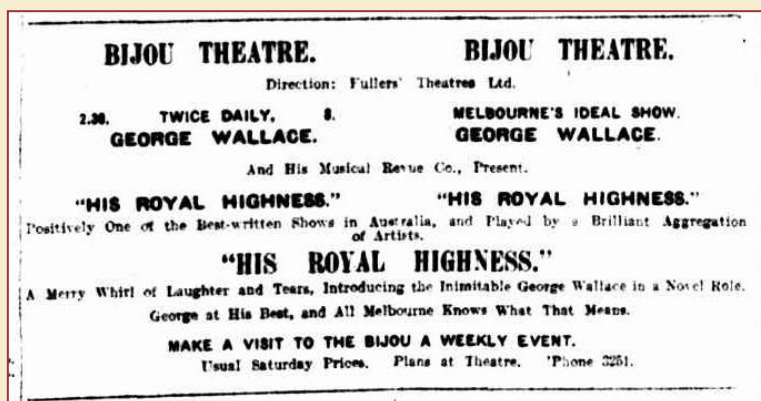 BIJOU THEATRE. BIJOU THEATRE.
Direction: Fullers' Theatres Ltd.
2.30. TWICE DAILY. 8. MELBOURNE'S IDEAL SHOW.
GEORGE WALLACE. GEORGE WALLACE.
And His Musical Revue Co., Present.
"HIS ROYAL HIGHNESS." "HIS ROYAL HIGHNESS."
Positively One of the Best-written Shows in Australia, and Played by a Brilliant Aggregation
of Artists.
"HIS ROYAL HIGHNESS."
A Merry Whirl of Laughter and Tears, Introducing the Inimitable George Wallace in a Novel Role.
George at His Best, and All Melbourne Knows What That Means.
MAKE A VISIT TO THE BIJOU A WEEKLY EVENT.
Usual Saturday Prices. Plans at Theatre. 'Phone 3251.